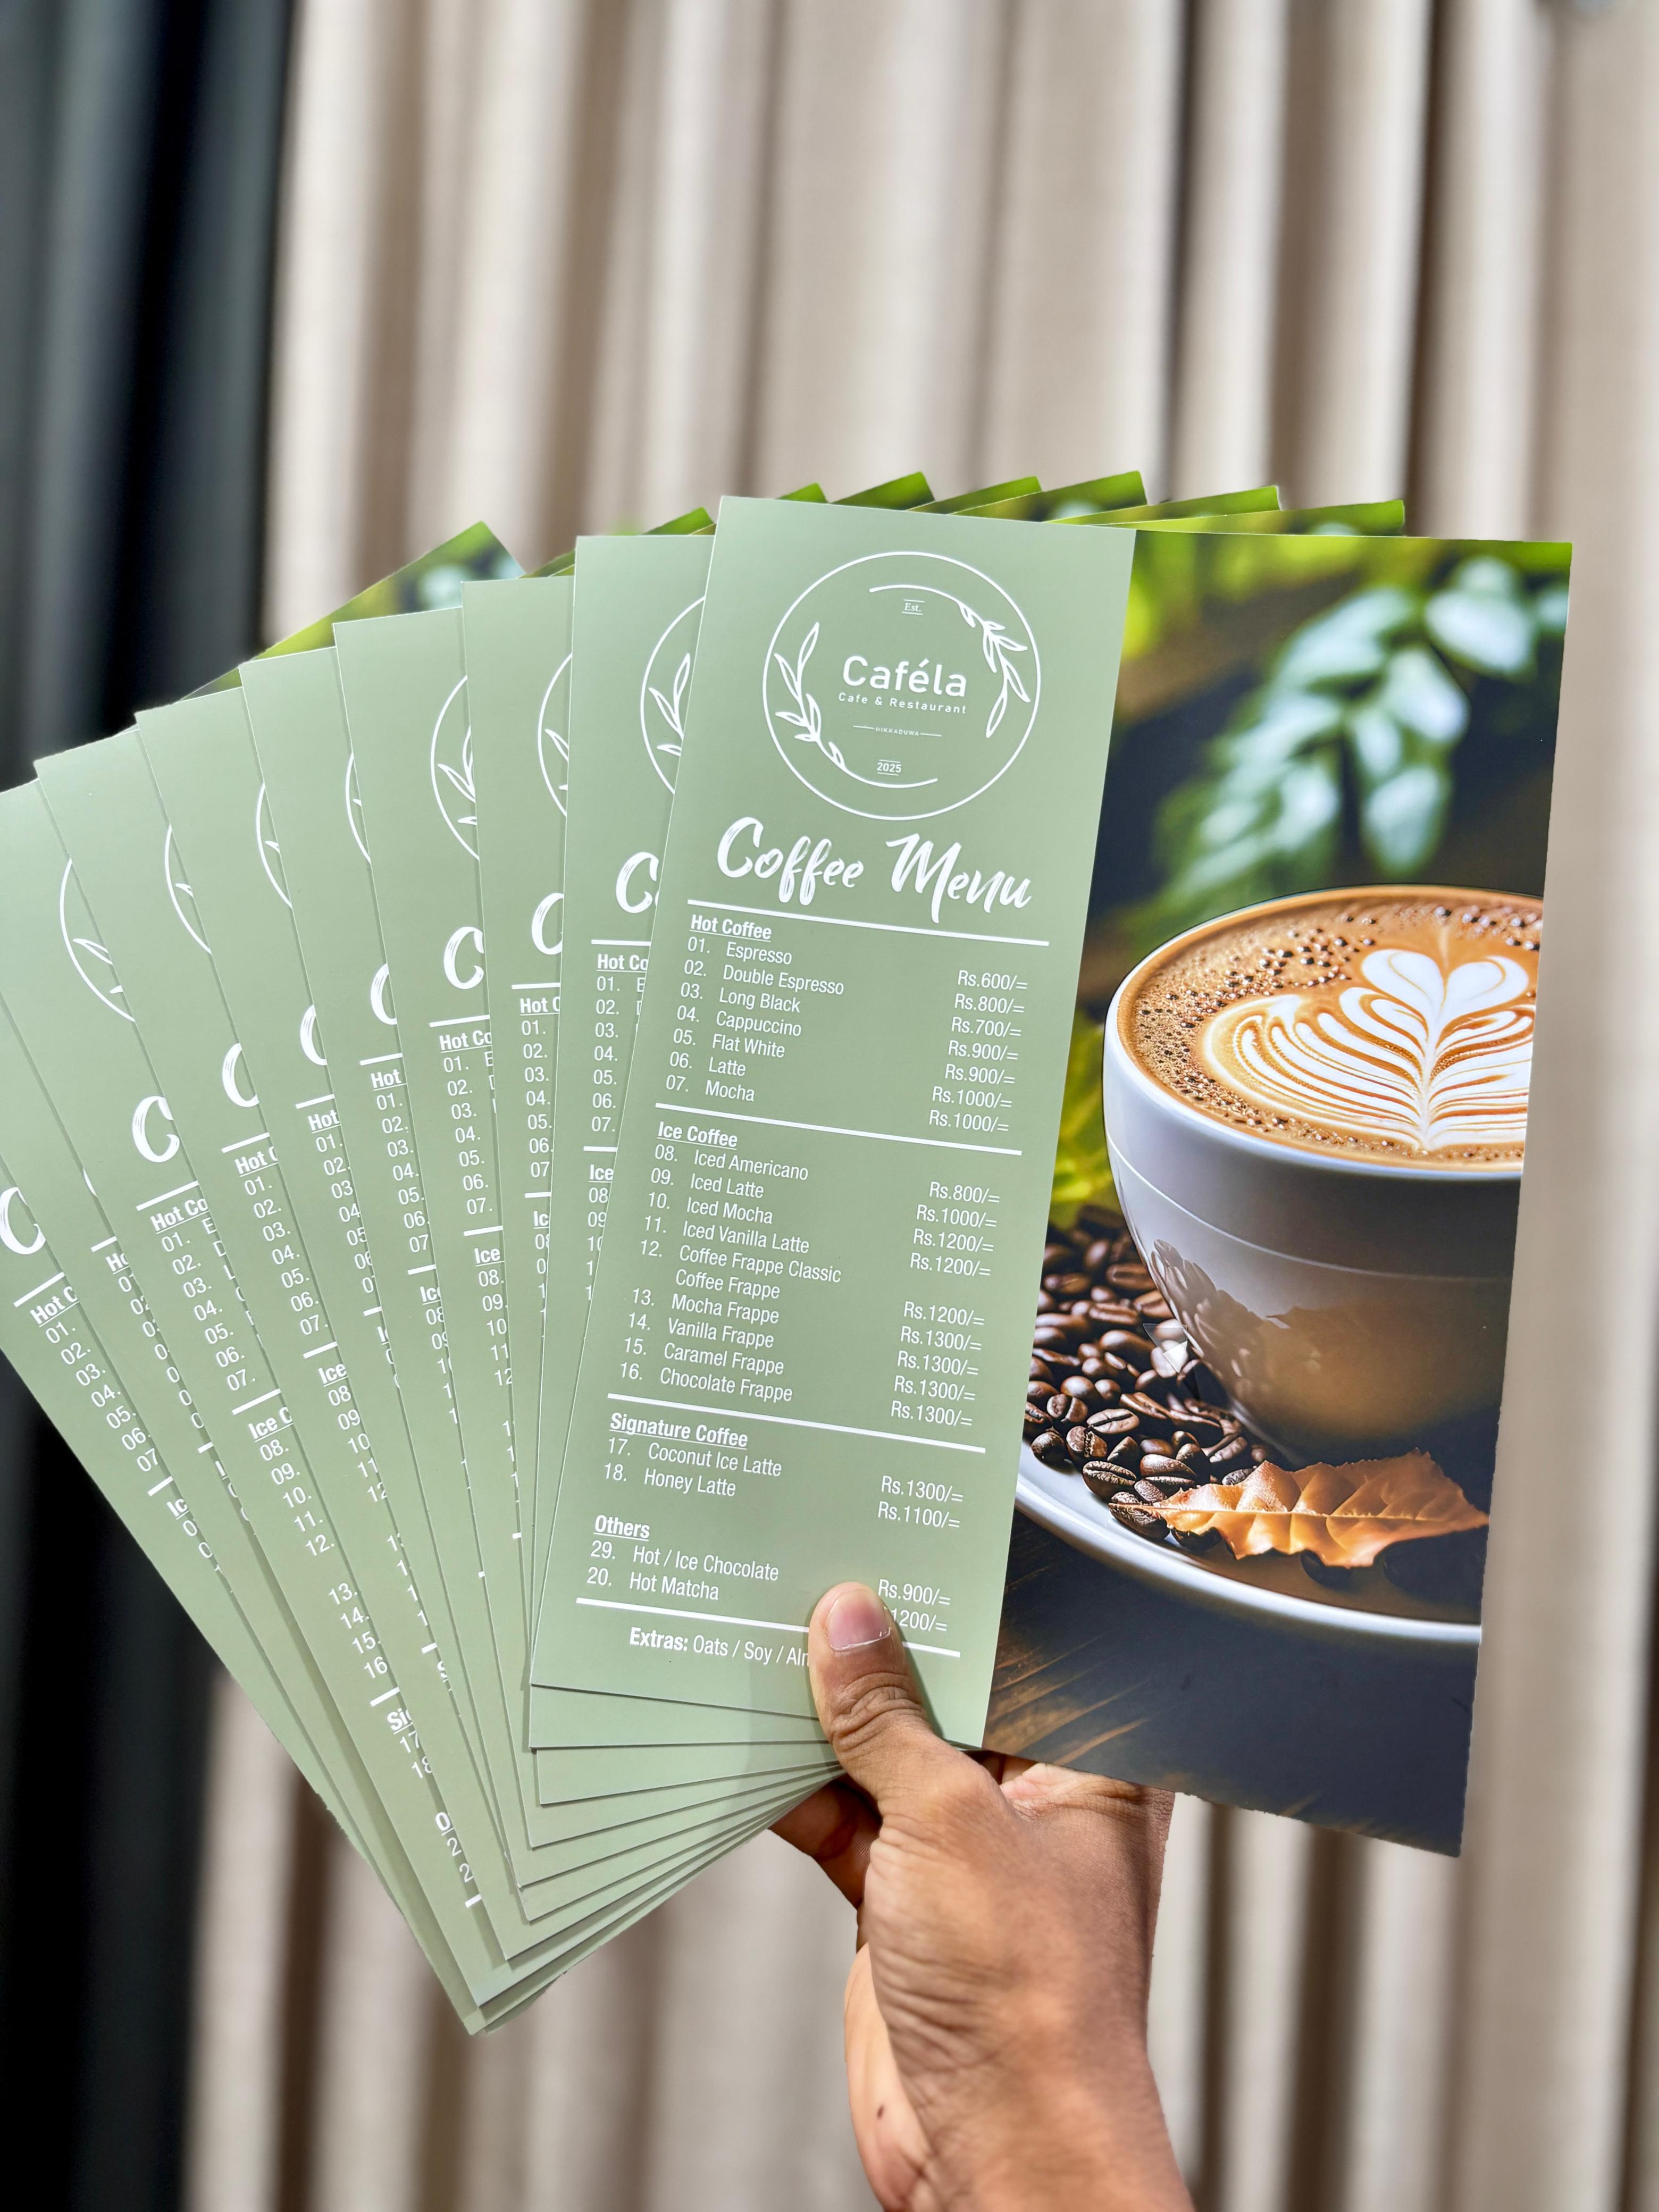 Est.
Caféla
Cafe & Restaurant
HIKKADUWA
2025
Coffee Menu
Hot Coffee
01. Espresso Rs.600/=
02. Double Espresso Rs.800/=
03. Long Black Rs.700/=
04. Cappuccino Rs.900/=
05. Flat White Rs.900/=
06. Latte Rs.1000/=
07. Mocha Rs.1000/=
Ice Coffee
08. Iced Americano Rs.800/=
09. Iced Latte Rs.1000/=
10. Iced Mocha Rs.1200/=
11. Iced Vanilla Latte Rs.1200/=
12. Coffee Frappe Classic
Coffee Frappe Rs.1200/=
13. Mocha Frappe Rs.1300/=
14. Vanilla Frappe Rs.1300/=
15. Caramel Frappe Rs.1300/=
16. Chocolate Frappe Rs.1300/=
Signature Coffee
17. Coconut Ice Latte Rs.1300/=
18. Honey Latte Rs.1100/=
Others
29. Hot / Ice Chocolate Rs.900/=
20. Hot Matcha 1200/=
Extras: Oats / Soy /